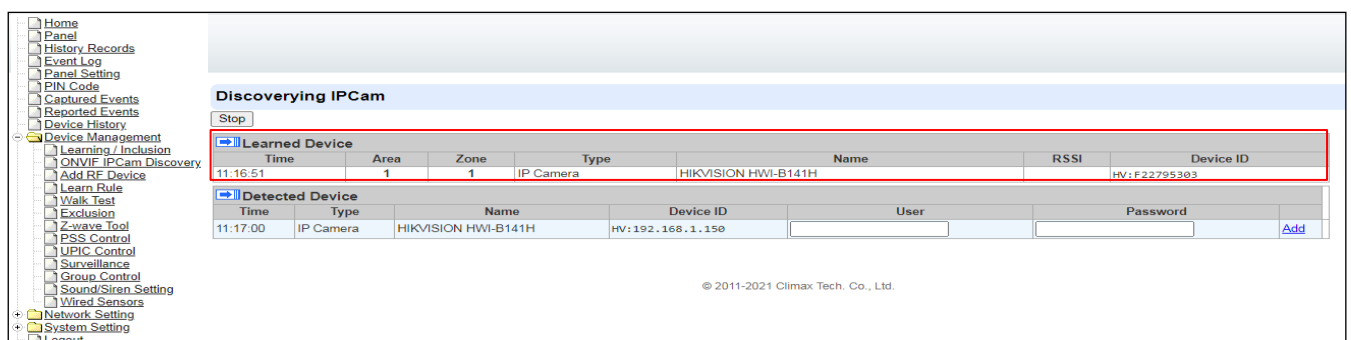 Home
Panel
History Records
Event Log
Panel Setting
PIN Code
Captured Events
Reported Events
Device History
Device Management
Learning / Inclusion
ONVIF IPCam Discovery
Add RF Device
Learn Rule
Walk Test
Exclusion
Z-wave Tool
PSS Control
UPIC Control
Surveillance
Group Control
Sound/Siren Setting
Wired Sensors
Network Setting
System Setting
Logout
Discoverying IPCam
Stop
Learned Device
Time Area Zone Type Name RSSI Device ID
11:16:51 1 1 IP Camera HIKVISION HWI-B141H HV:F22795303
Detected Device
Time Type Name Device ID User Password
11:17:00 IP Camera HIKVISION HWI-B141H HV:192.168.1.150 Add
© 2011-2021 Climax Tech. Co., Ltd.